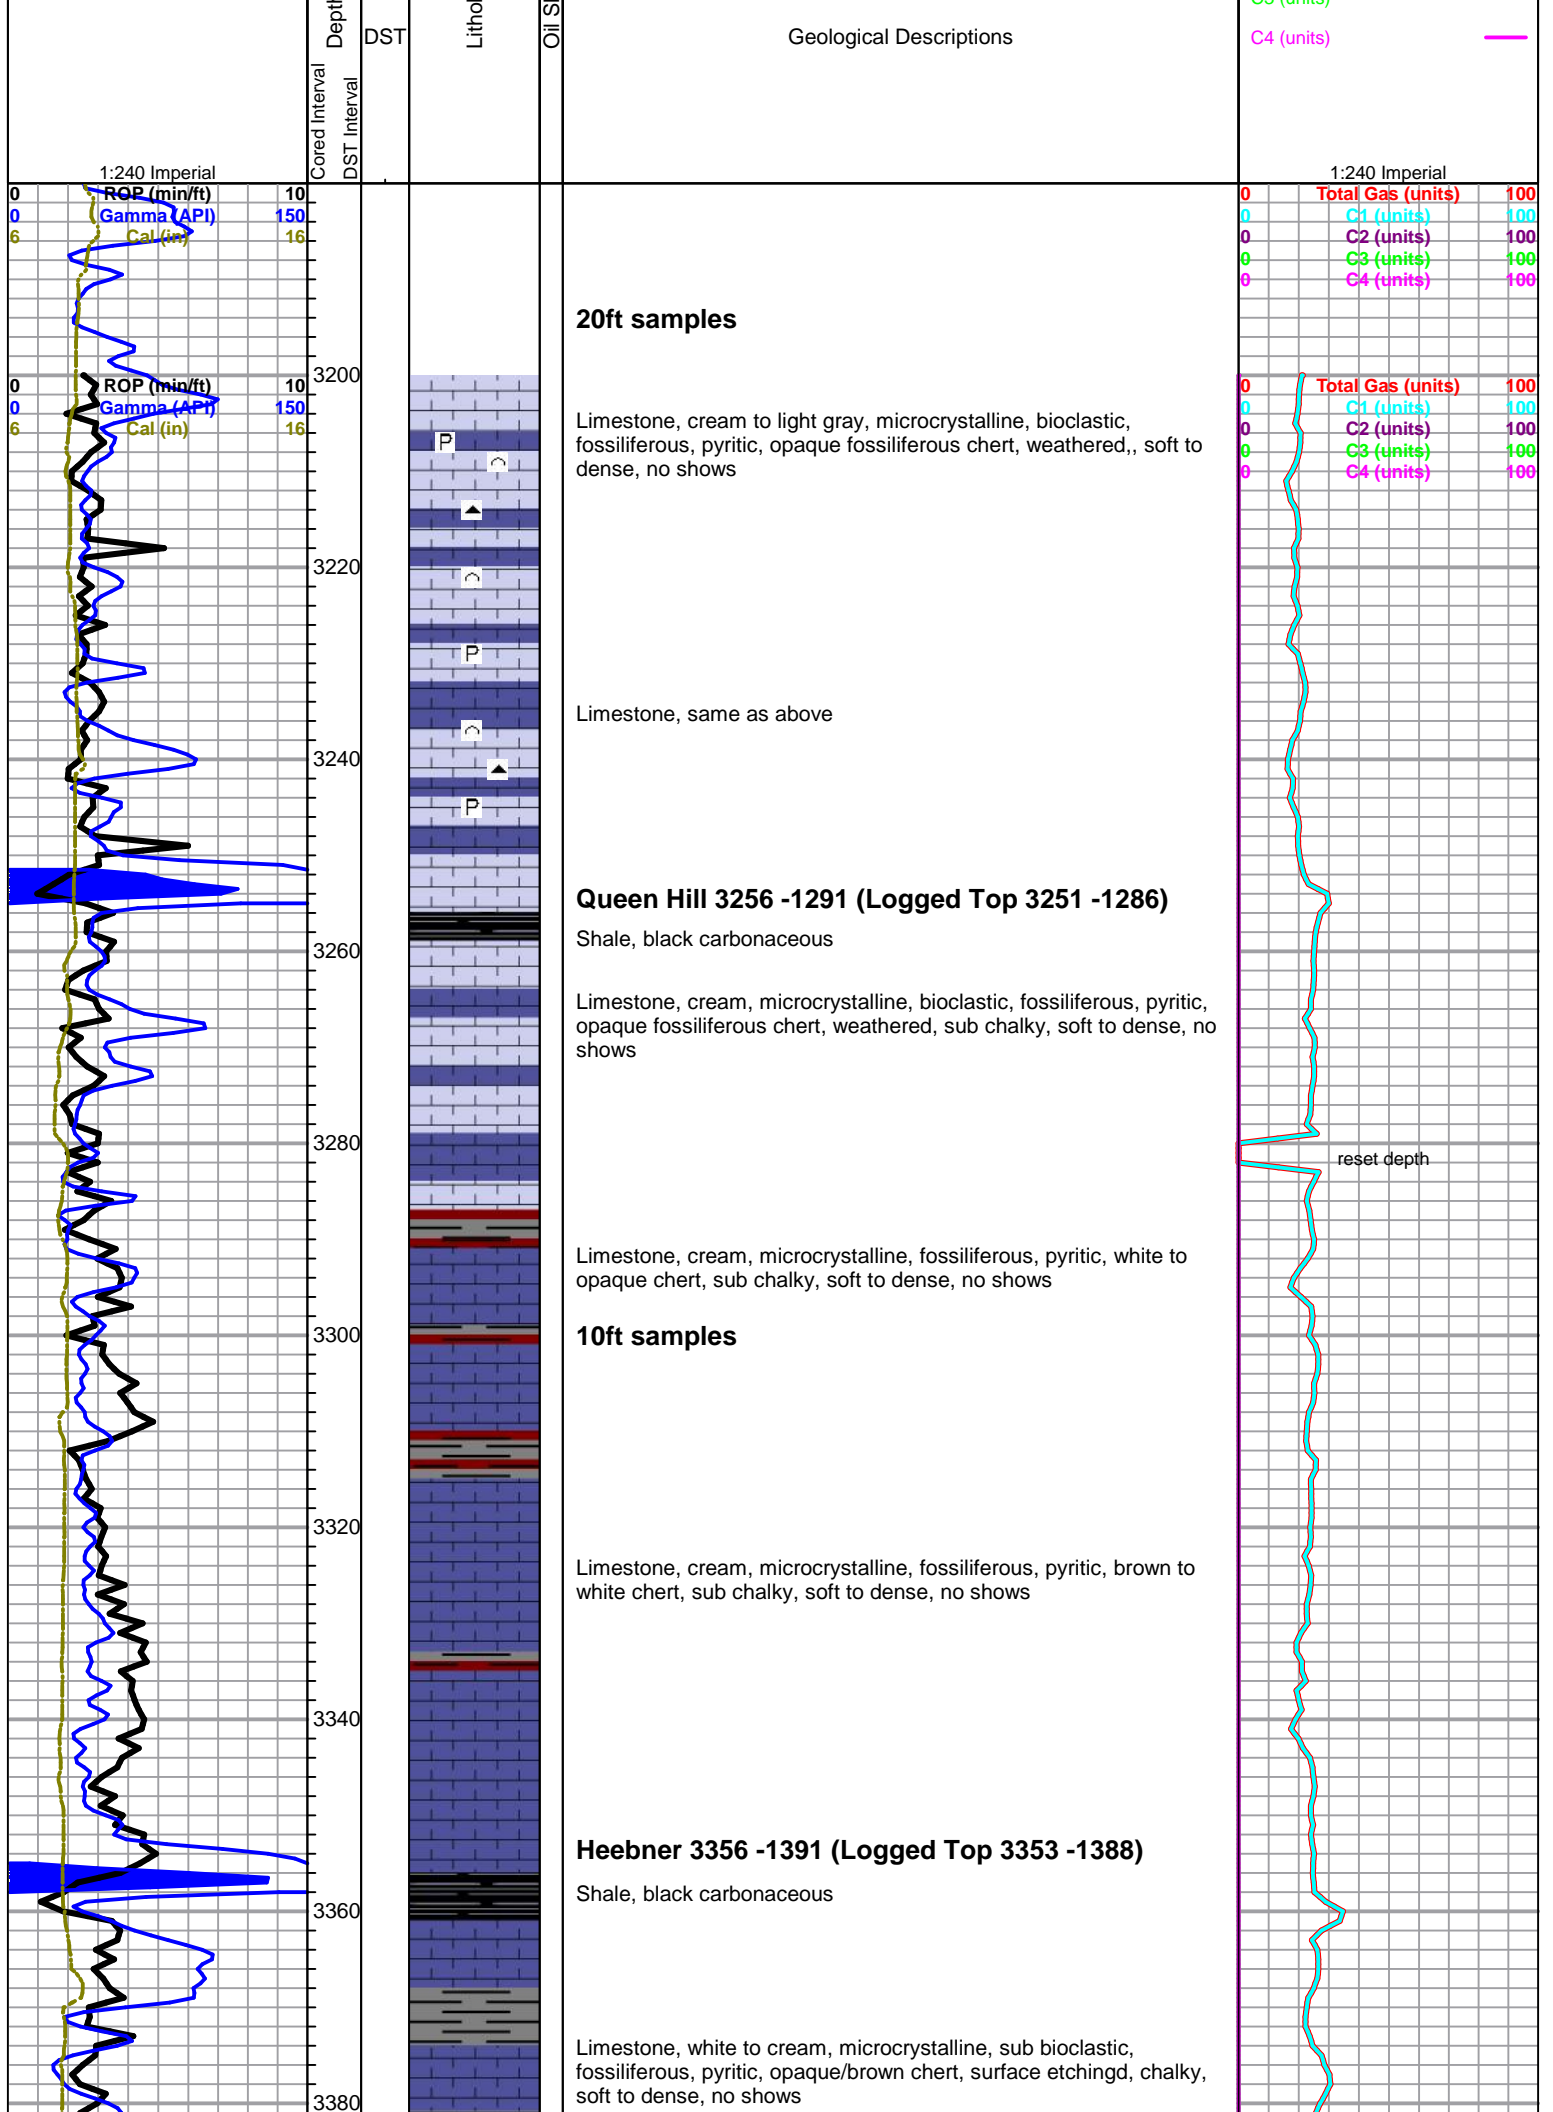 C4 (units)
Depth
Cored Interval
DST Interval
DST
Geological Descriptions
1:240 Imperial
1:240 Imperial
0 ROP (min/ft) 10
0 Gamma (API) 150
6 Cal (in) 16
0 Total Gas (units) 100
0 C1 (units) 100
0 C2 (units) 100
0 C3 (units) 100
0 C4 (units) 100
20ft samples
3200
0 ROP (min/ft) 10
0 Gamma (API) 150
6 Cal (in) 16
0 Total Gas (units) 100
0 C1 (units) 100
0 C2 (units) 100
0 C3 (units) 100
0 C4 (units) 100
Limestone, cream to light gray, microcrystalline, bioclastic,
fossiliferous, pyritic, opaque fossiliferous chert, weathered,, soft to
dense, no shows
P
3220
P
Limestone, same as above
3240
P
Queen Hill 3256 -1291 (Logged Top 3251 -1286)
Shale, black carbonaceous
3260
Limestone, cream, microcrystalline, bioclastic, fossiliferous, pyritic,
opaque fossiliferous chert, weathered, sub chalky, soft to dense, no
shows
3280
reset depth
Limestone, cream, microcrystalline, fossiliferous, pyritic, white to
opaque chert, sub chalky, soft to dense, no shows
3300
10ft samples
3320
Limestone, cream, microcrystalline, fossiliferous, pyritic, brown to
white chert, sub chalky, soft to dense, no shows
3340
Heebner 3356 -1391 (Logged Top 3353 -1388)
Shale, black carbonaceous
3360
Limestone, white to cream, microcrystalline, sub bioclastic,
fossiliferous, pyritic, opaque/brown chert, surface etchingd, chalky,
soft to dense, no shows
3380